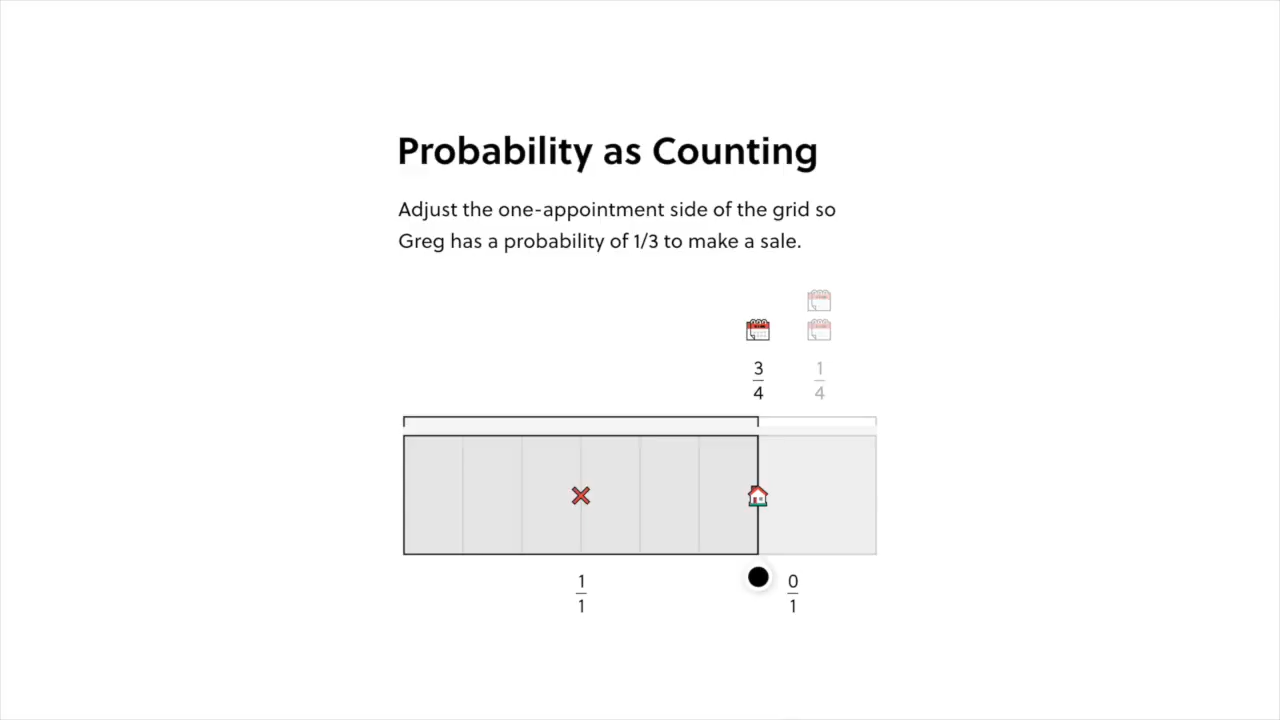 Probability as Counting
Adjust the one-appointment side of the grid so
Greg has a probability of 1/3 to make a sale.
3/4
1/4
1/1
0/1